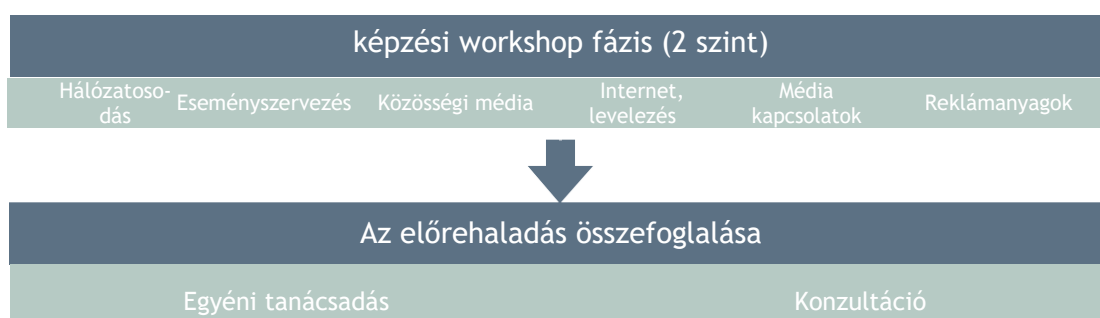 képzési workshop fázis (2 szint)
Hálózatoso-
dás
Eseményszervezés
Közösségi média
Internet,
levelezés
Média
kapcsolatok
Reklámanyagok
Az előrehaladás összefoglalása
Egyéni tanácsadás
Konzultáció